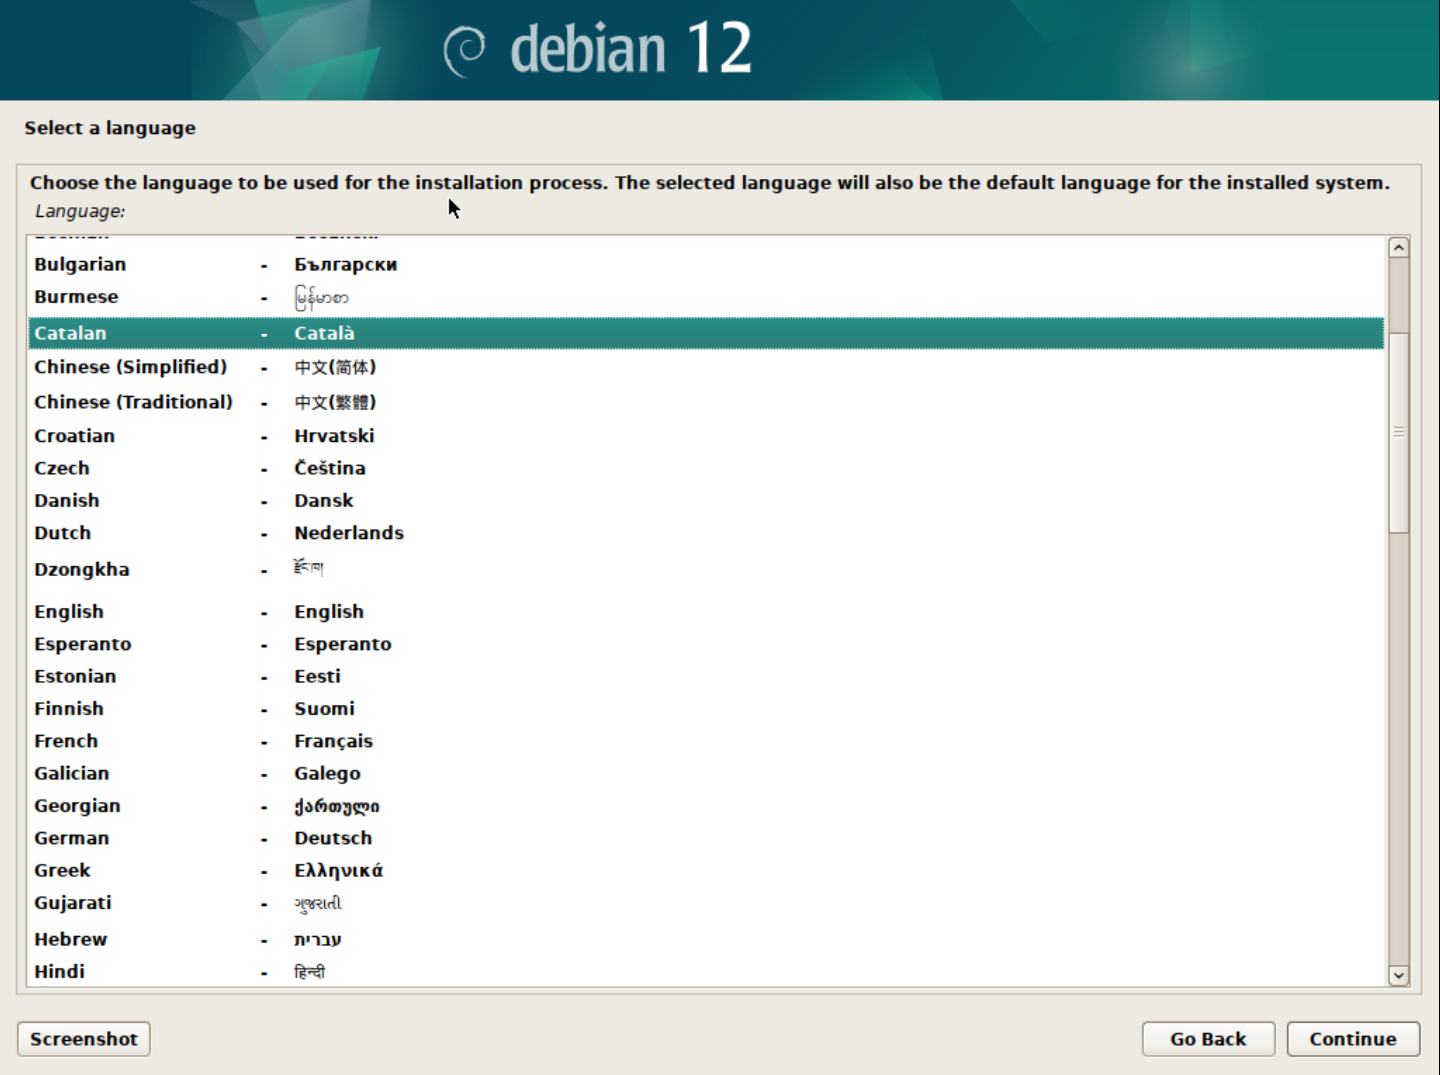 debian 12
Select a language
Choose the language to be used for the installation process. The selected language will also be the default language for the installed system.
Language:
Bulgarian - Български
Burmese - မြန်မာစာ
Catalan - Català
Chinese (Simplified) - 中文(简体)
Chinese (Traditional) - 中文(繁體)
Croatian - Hrvatski
Czech - Čeština
Danish - Dansk
Dutch - Nederlands
Dzongkha - རྫོང་ཁ།
English - English
Esperanto - Esperanto
Estonian - Eesti
Finnish - Suomi
French - Français
Galician - Galego
Georgian - ქართული
German - Deutsch
Greek - Ελληνικά
Gujarati - ગુજરાતી
Hebrew - עברית
Hindi - हिन्दी
Screenshot
Go Back
Continue